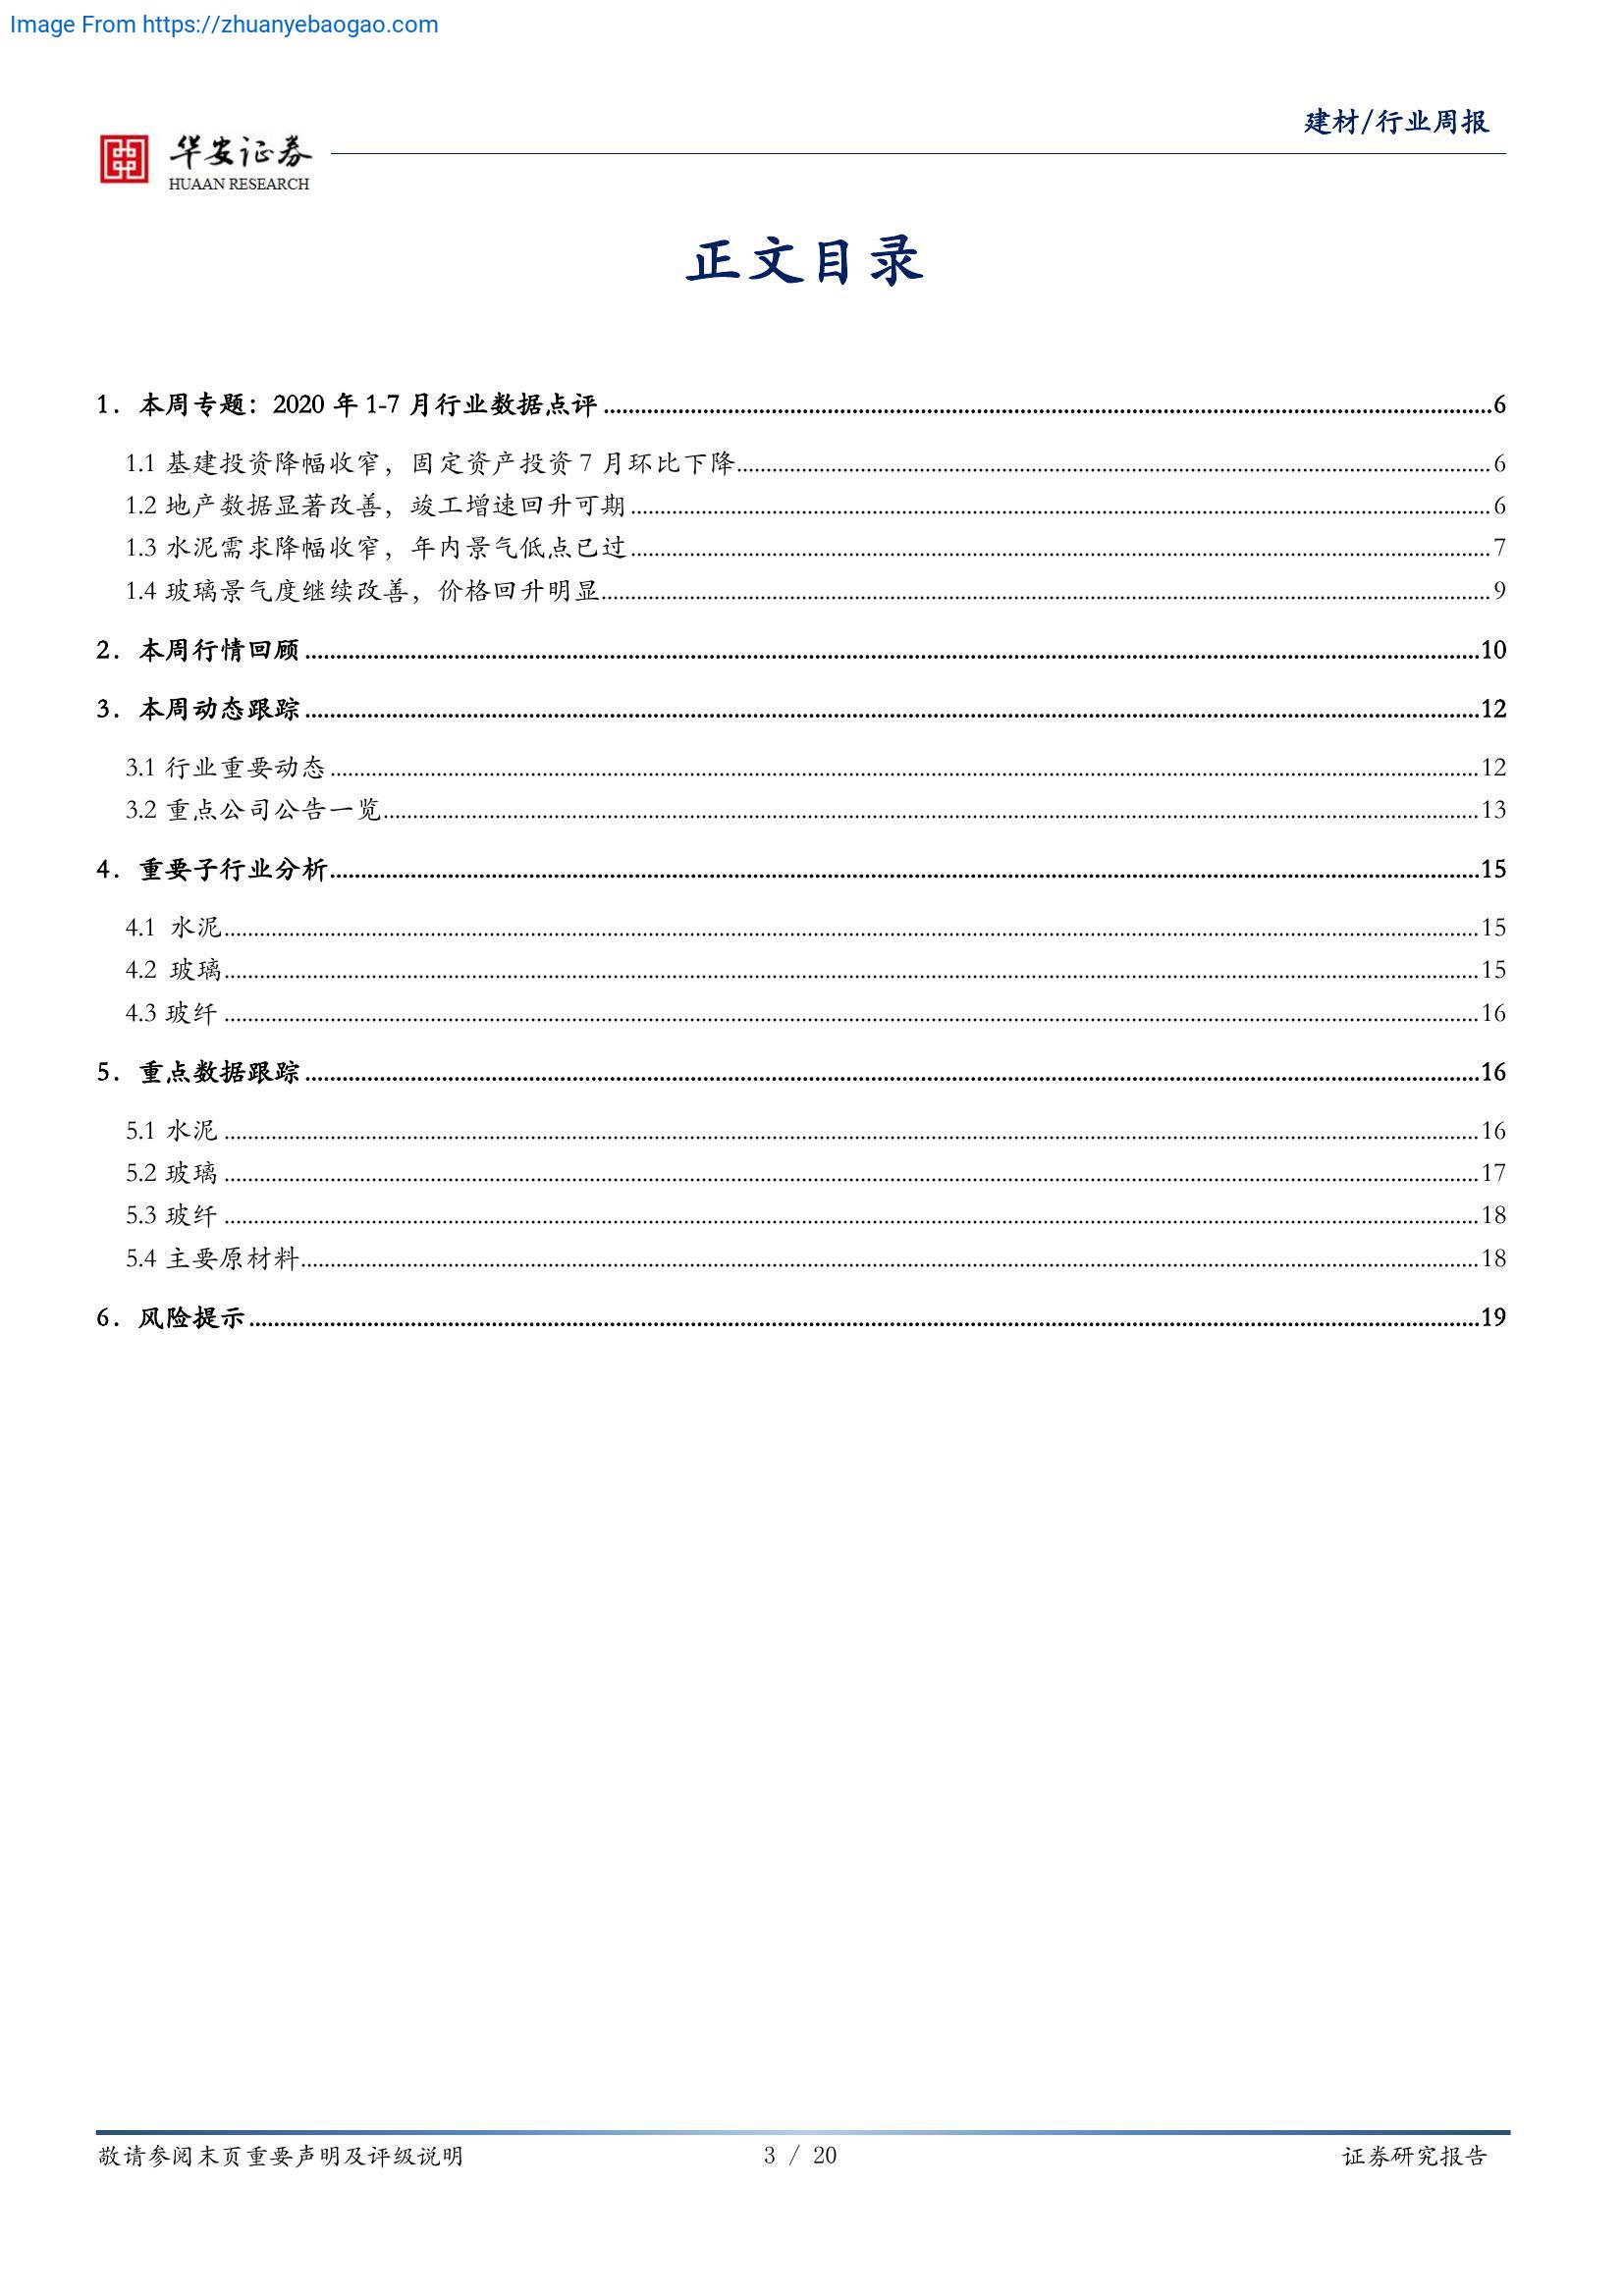 Image From https://zhuanyebaogao.com
建材/行业周报
华安证券
HUAAN RESEARCH
正文目录
1. 本周专题：2020 年 1-7 月行业数据点评 ........ 6
1.1 基建投资降幅收窄，固定资产投资 7 月环比下降 ........ 6
1.2 地产数据显著改善，竣工增速回升可期 ........ 6
1.3 水泥需求降幅收窄，年内景气低点已过 ........ 7
1.4 玻璃景气度继续改善，价格回升明显 ........ 9
2. 本周行情回顾 ........ 10
3. 本周动态跟踪 ........ 12
3.1 行业重要动态 ........ 12
3.2 重点公司公告一览 ........ 13
4. 重要子行业分析 ........ 15
4.1 水泥 ........ 15
4.2 玻璃 ........ 15
4.3 玻纤 ........ 16
5. 重点数据跟踪 ........ 16
5.1 水泥 ........ 16
5.2 玻璃 ........ 17
5.3 玻纤 ........ 18
5.4 主要原材料 ........ 18
6. 风险提示 ........ 19
敬请参阅末页重要声明及评级说明 3 / 20 证券研究报告